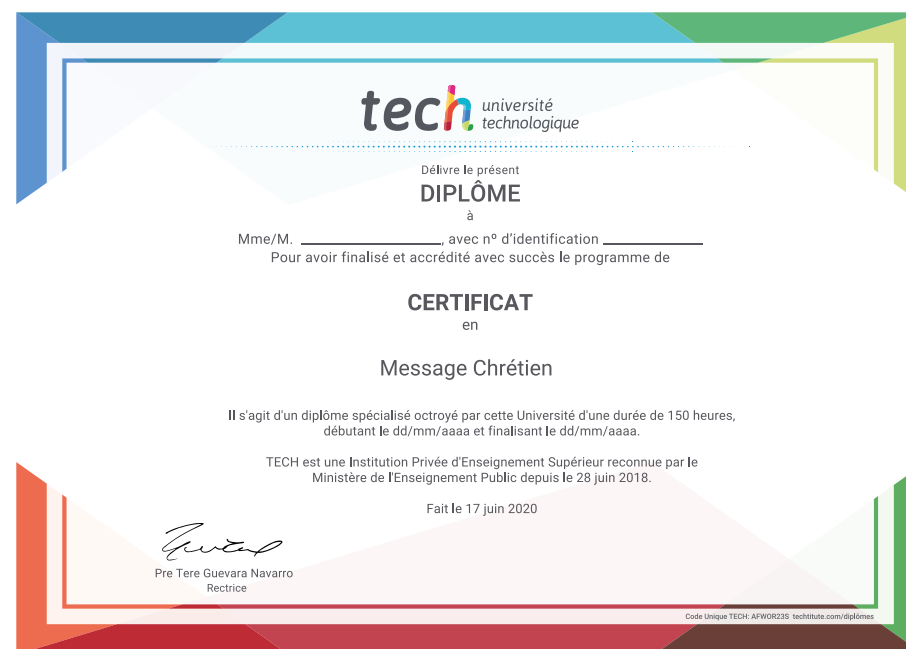 tech université
technologique
Délivre le présent
DIPLÔME
à
Mme/M. ____________________, avec nº d'identification ______________
Pour avoir finalisé et accrédité avec succès le programme de
CERTIFICAT
en
Message Chrétien
Il s'agit d'un diplôme spécialisé octroyé par cette Université d'une durée de 150 heures,
débutant le dd/mm/aaaa et finalisant le dd/mm/aaaa.
TECH est une Institution Privée d'Enseignement Supérieur reconnue par le
Ministère de l'Enseignement Public depuis le 28 juin 2018.
Fait le 17 juin 2020
Pre Tere Guevara Navarro
Rectrice
Code Unique TECH: AFWOR23S techtitute.com/diplômes